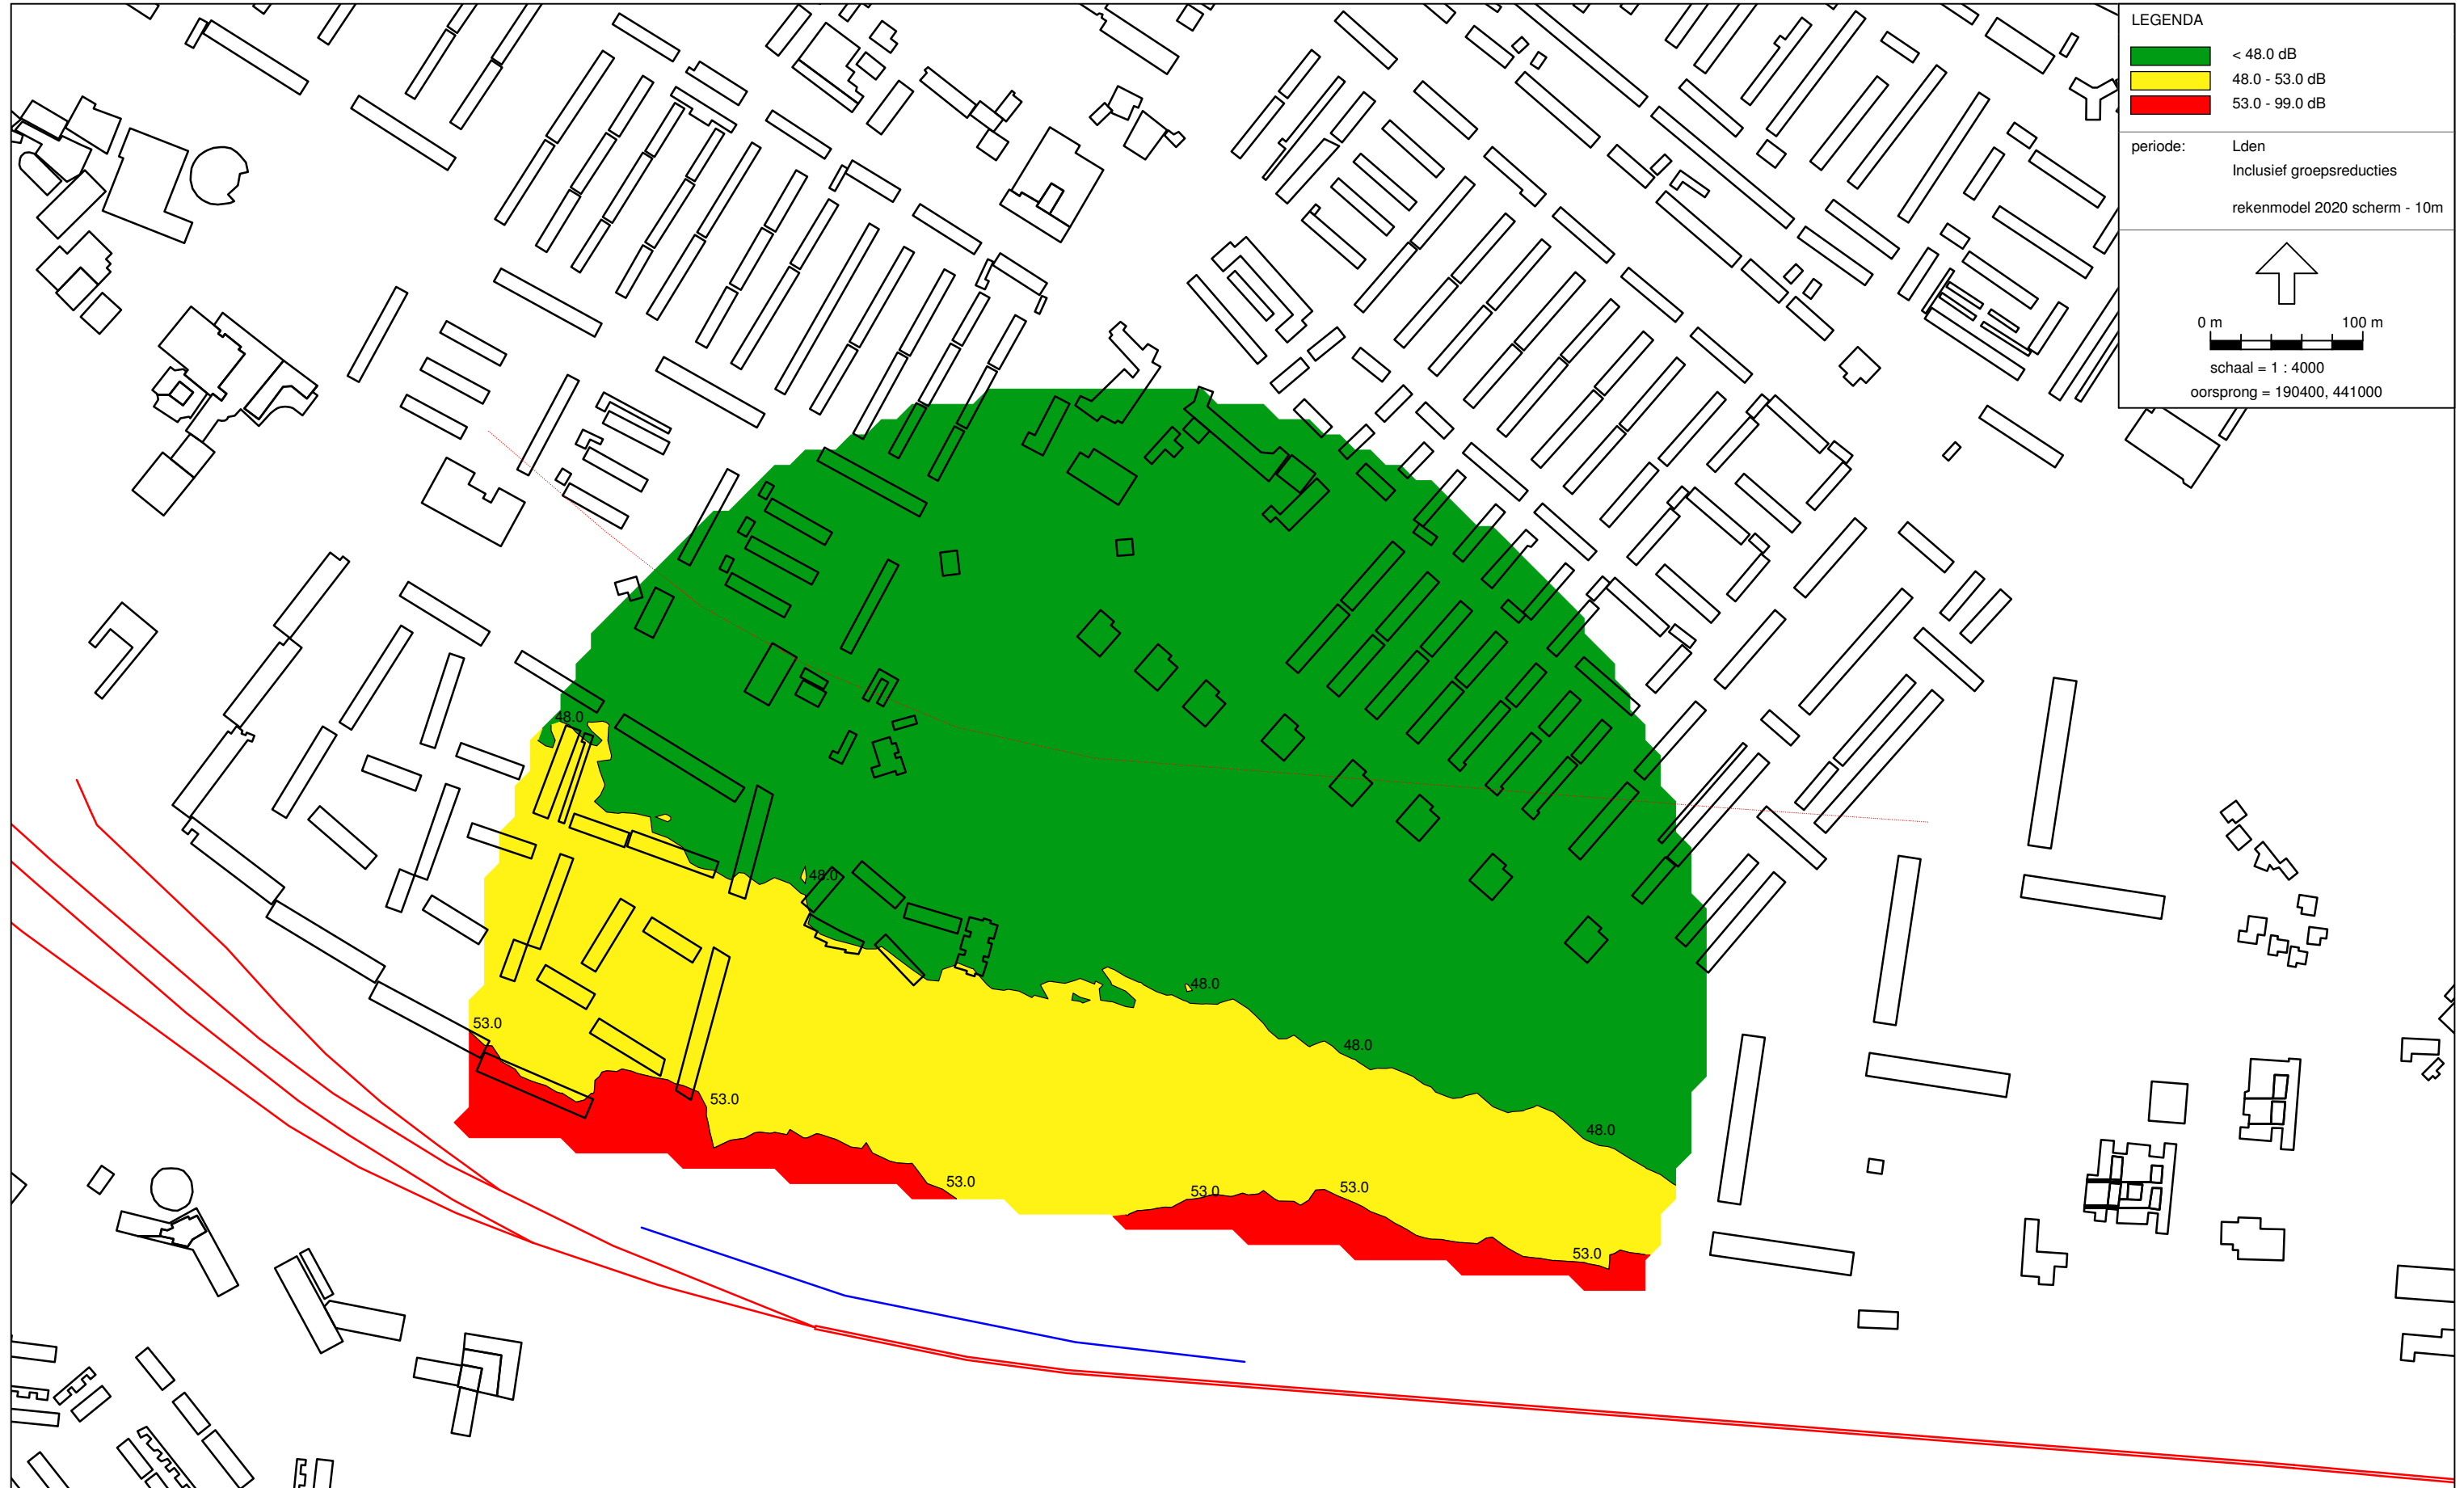 LEGENDA
< 48.0 dB
48.0 - 53.0 dB
53.0 - 99.0 dB
periode: Lden
Inclusief groepsreducties
rekenmodel 2020 scherm - 10m
0 m 100 m
schaal = 1 : 4000
oorsprong = 190400, 441000
48.0
48.0
48.0
53.0
48.0
53.0
48.0
53.0
53.0
53.0
53.0